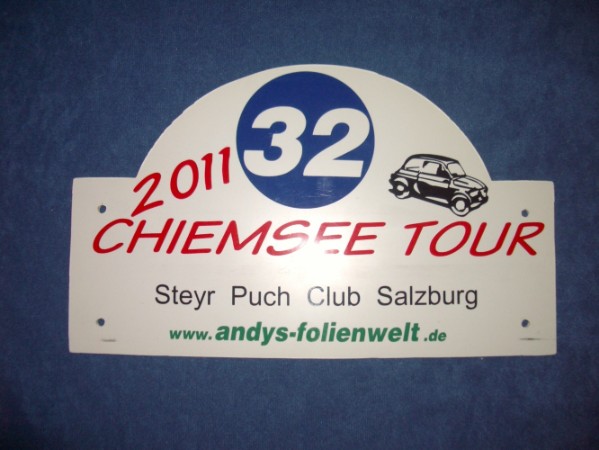 32
2011
CHIEMSEE TOUR
Steyr Puch Club Salzburg
www.andys-folienwelt.de